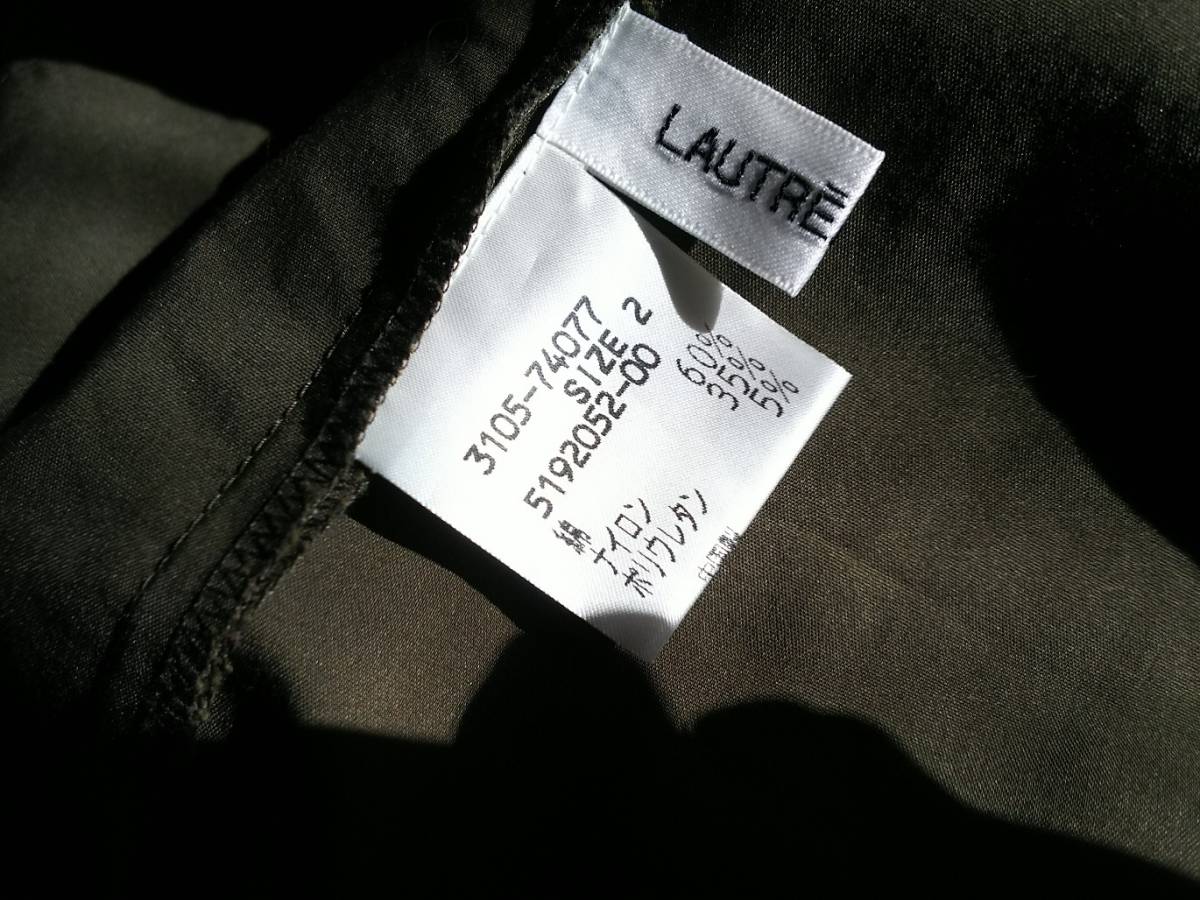 LAUTRÉ
3105-74077
SIZE 2
5192052-00
綿 60%
ナイロン 35%
ポリウレタン 5%